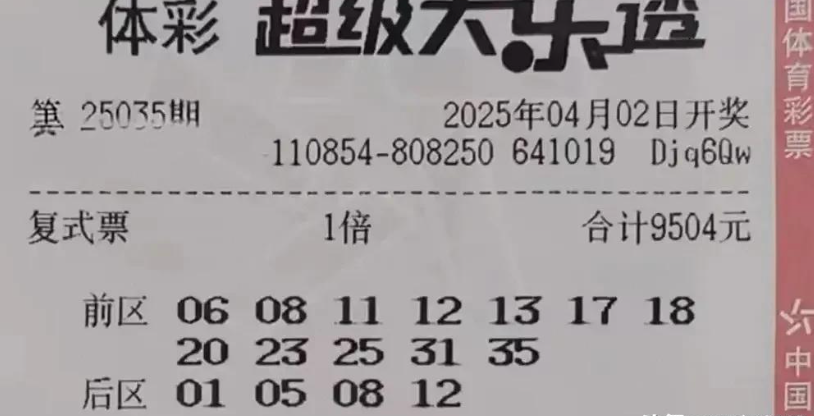 体彩 超级大乐透
第 25035期
2025年04月02日开奖
110854-808250 641019 Djq6Qw
复式票 1倍 合计9504元
前区 06 08 11 12 13 17 18
20 23 25 31 35
后区 01 05 08 12
国体育彩票
中国